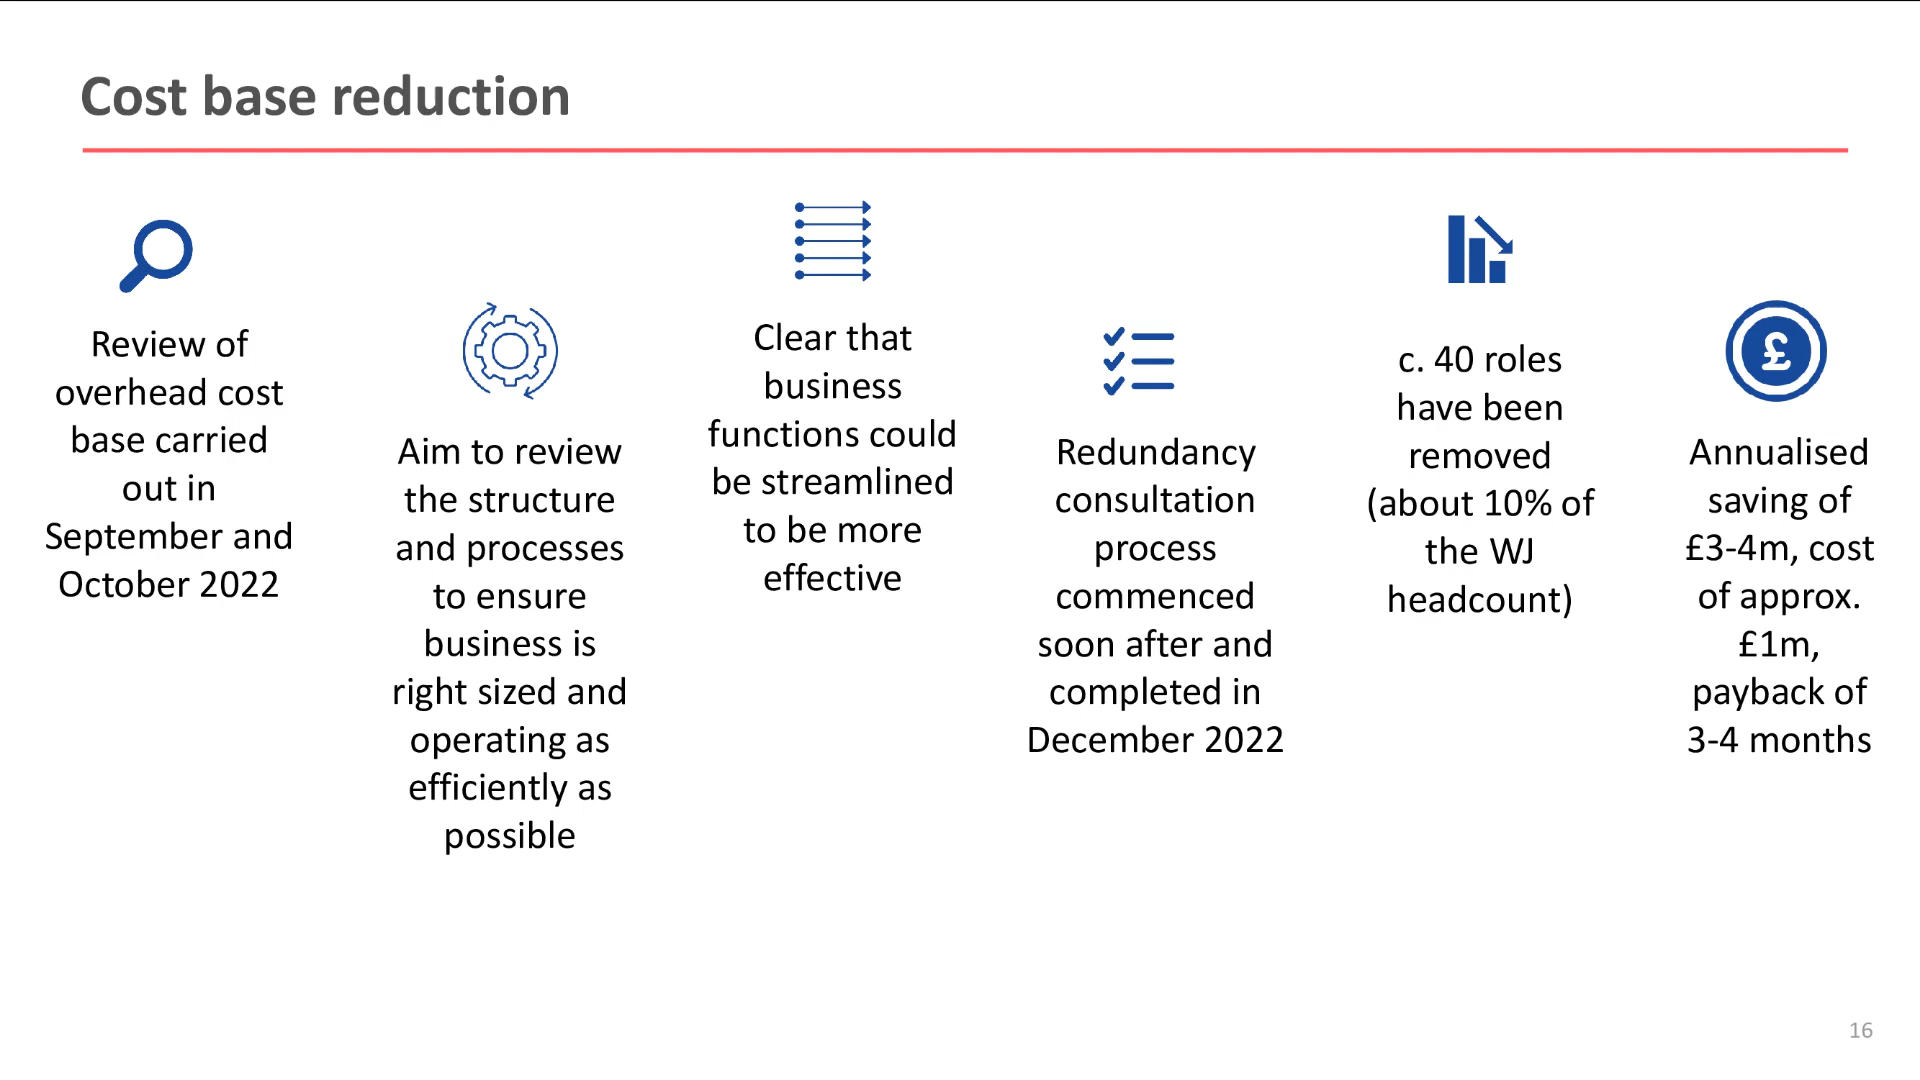 Cost base reduction
Review of
overhead cost
base carried
out in
September and
October 2022
Aim to review
the structure
and processes
to ensure
business is
right sized and
operating as
efficiently as
possible
Clear that
business
functions could
be streamlined
to be more
effective
Redundancy
consultation
process
commenced
soon after and
completed in
December 2022
c. 40 roles
have been
removed
(about 10% of
the WJ
headcount)
£
Annualised
saving of
£3-4m, cost
of approx.
£1m,
payback of
3-4 months
16